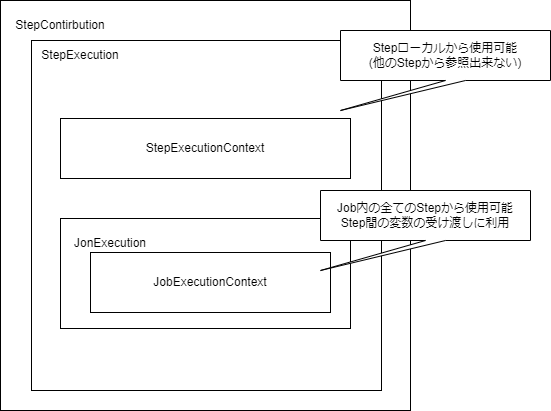 StepContirbution
StepExecution
Stepローカルから使用可能
(他のStepから参照出来ない)
StepExecutionContext
Job内の全てのStepから使用可能
Step間の変数の受け渡しに利用
JonExecution
JobExecutionContext